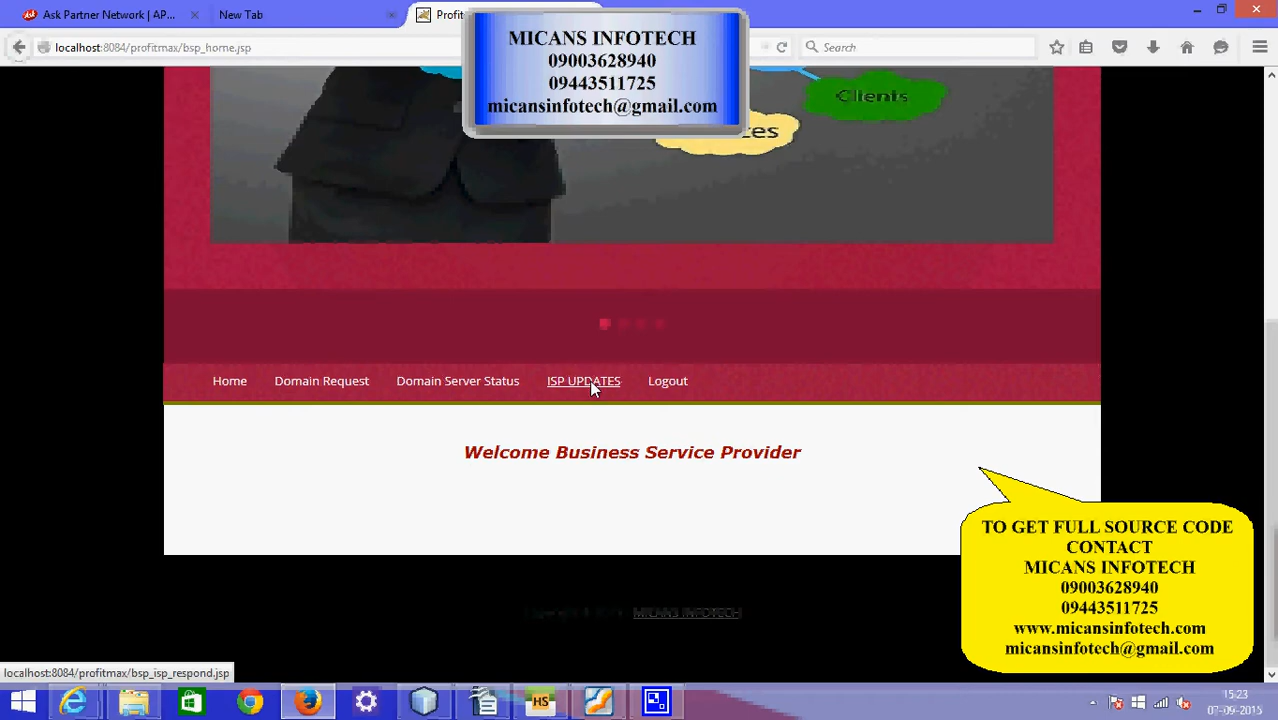 Ask Partner Network | AP...
New Tab
Profit
localhost:8084/profitmax/bsp_home.jsp
Search
MICANS INFOTECH
09003628940
09443511725
micansinfotech@gmail.com
Clients
Home
Domain Request
Domain Server Status
ISP UPDATES
Logout
Welcome Business Service Provider
TO GET FULL SOURCE CODE
CONTACT
MICANS INFOTECH
09003628940
09443511725
www.micansinfotech.com
micansinfotech@gmail.com
MICANS INFOTECH
localhost:8084/profitmax/bsp_isp_respond.jsp
HS
15:23
07-09-2015